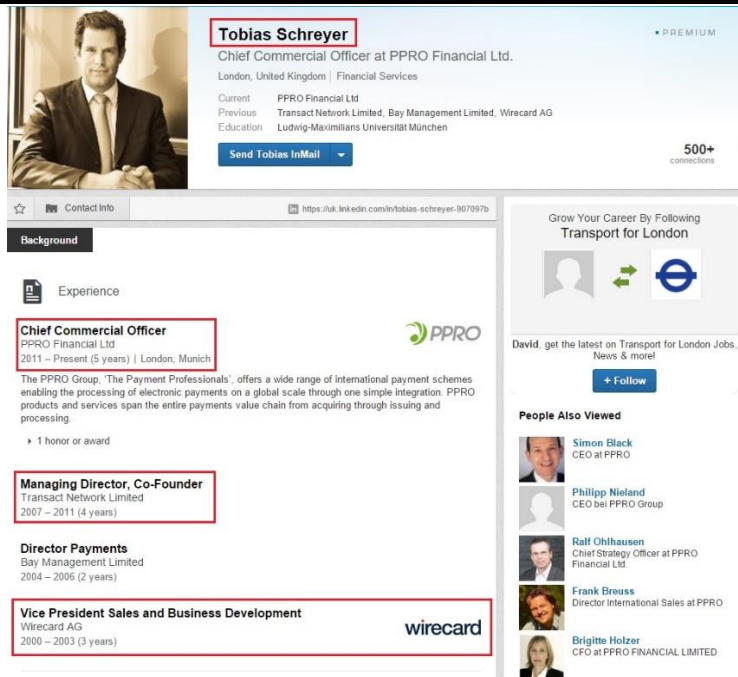 Tobias Schreyer
PREMIUM
Chief Commercial Officer at PPRO Financial Ltd.
London, United Kingdom | Financial Services
Current PPRO Financial Ltd
Previous Transact Network Limited, Bay Management Limited, Wirecard AG
Education Ludwig-Maximilians Universität München
Send Tobias InMail
500+
connections
Contact Info
in https://uk.linkedin.com/in/tobias-schreyer-907097b
Background
Experience
Chief Commercial Officer
PPRO Financial Ltd
2011 – Present (5 years) | London, Munich
PPRO
The PPRO Group, 'The Payment Professionals', offers a wide range of international payment schemes
enabling the processing of electronic payments on a global scale through one simple integration. PPRO
products and services span the entire payments value chain from acquiring through issuing and
processing.
1 honor or award
Managing Director, Co-Founder
Transact Network Limited
2007 – 2011 (4 years)
Director Payments
Bay Management Limited
2004 – 2006 (2 years)
Vice President Sales and Business Development
Wirecard AG
2000 – 2003 (3 years)
wirecard
Grow Your Career By Following
Transport for London
David, get the latest on Transport for London Jobs,
News & more!
+ Follow
People Also Viewed
Simon Black
CEO at PPRO
Philipp Nieland
CEO bei PPRO Group
Ralf Ohlhausen
Chief Strategy Officer at PPRO
Financial Ltd.
Frank Breuss
Director International Sales at PPRO
Brigitte Holzer
CFO at PPRO FINANCIAL LIMITED